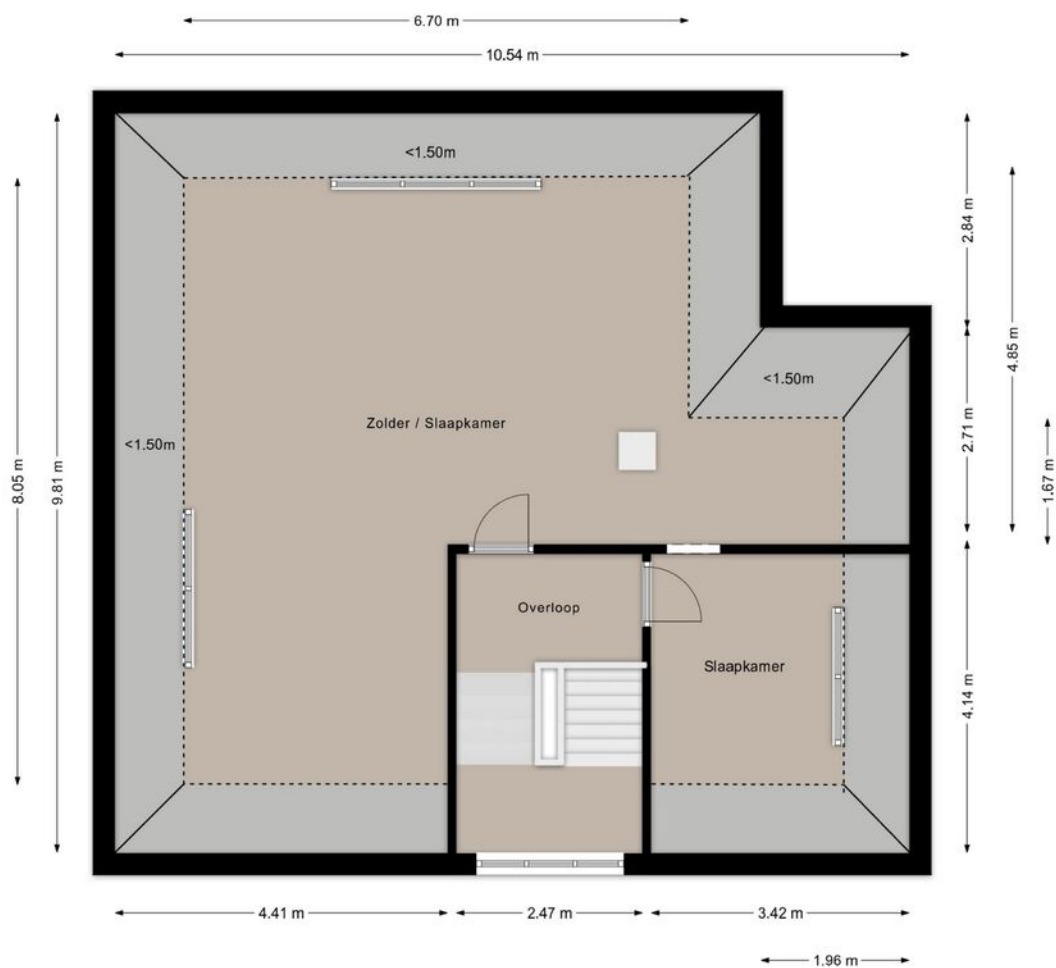 6.70 m
10.54 m
<1.50m
2.84 m
4.85 m
<1.50m
Zolder / Slaapkamer
<1.50m
2.71 m
8.05 m
9.81 m
1.67 m
Overloop
Slaapkamer
4.14 m
4.41 m
2.47 m
3.42 m
1.96 m